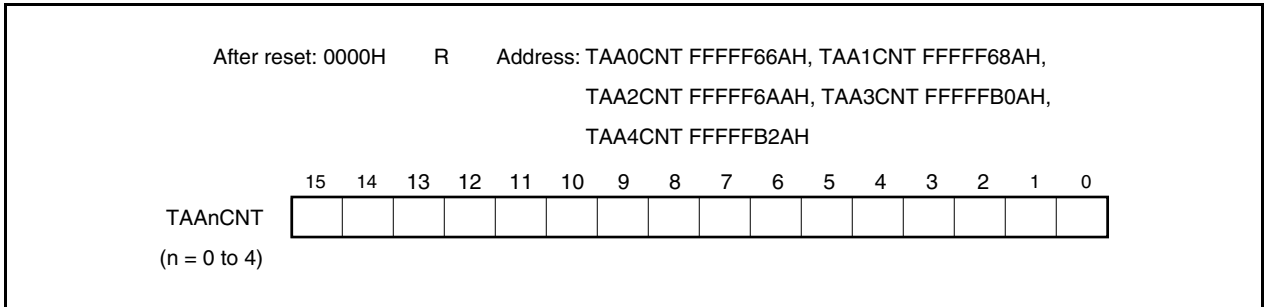 After reset: 0000H R Address: TAA0CNT FFFFF66AH, TAA1CNT FFFFF68AH,
TAA2CNT FFFFF6AAH, TAA3CNT FFFFFB0AH,
TAA4CNT FFFFFB2AH
15 14 13 12 11 10 9 8 7 6 5 4 3 2 1 0
TAAnCNT
(n = 0 to 4)